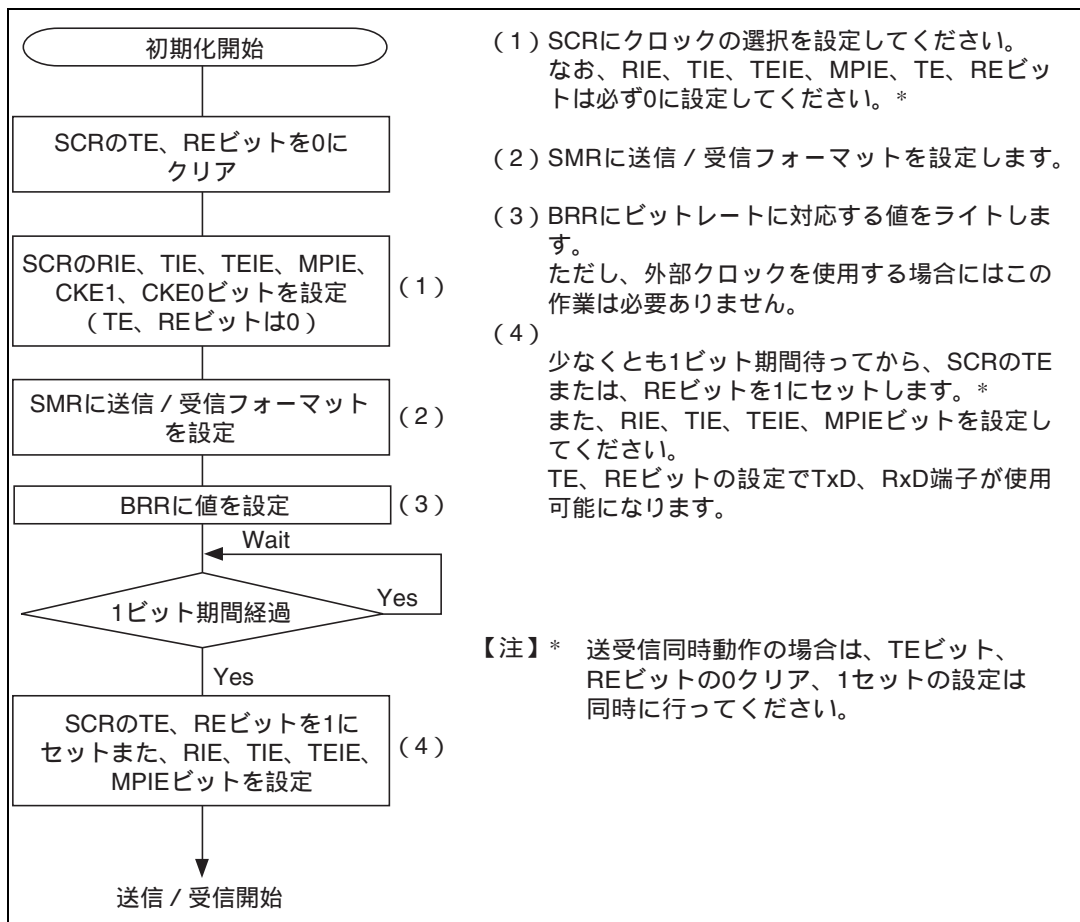 初期化開始
SCRのTE、REビットを0に
クリア
SCRのRIE、TIE、TEIE、MPIE、
CKE1、CKE0ビットを設定
(TE、REビットは0)
(1)
SMRに送信/受信フォーマット
を設定
(2)
BRRに値を設定
(3)
Wait
1ビット期間経過
Yes
Yes
SCRのTE、REビットを1に
セットまた、RIE、TIE、TEIE、
MPIEビットを設定
(4)
送信/受信開始
(1)SCRにクロックの選択を設定してください。
なお、RIE、TIE、TEIE、MPIE、TE、REビッ
トは必ず0に設定してください。*
(2)SMRに送信/受信フォーマットを設定します。
(3)BRRにビットレートに対応する値をライトしま
す。
ただし、外部クロックを使用する場合にはこの
作業は必要ありません。
(4)
少なくとも1ビット期間待ってから、SCRのTE
または、REビットを1にセットします。*
また、RIE、TIE、TEIE、MPIEビットを設定し
てください。
TE、REビットの設定でTxD、RxD端子が使用
可能になります。
【注】* 送受信同時動作の場合は、TEビット、
REビットの0クリア、1セットの設定は
同時に行ってください。